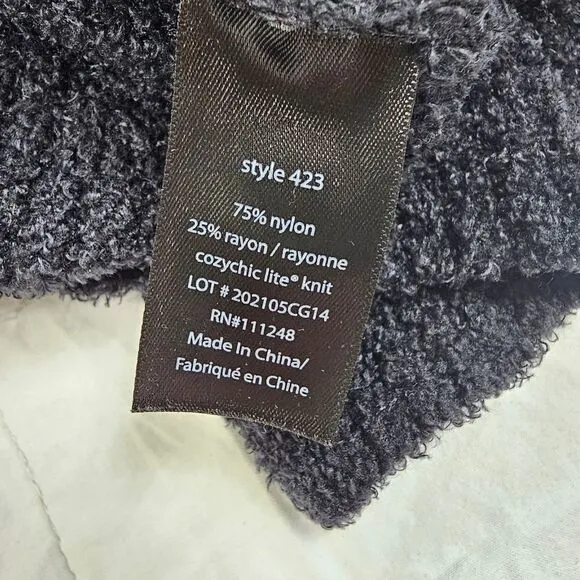 style 423
75% nylon
25% rayon / rayonne
cozychic lite® knit
LOT # 202105CG14
RN#111248
Made In China/
Fabriqué en Chine